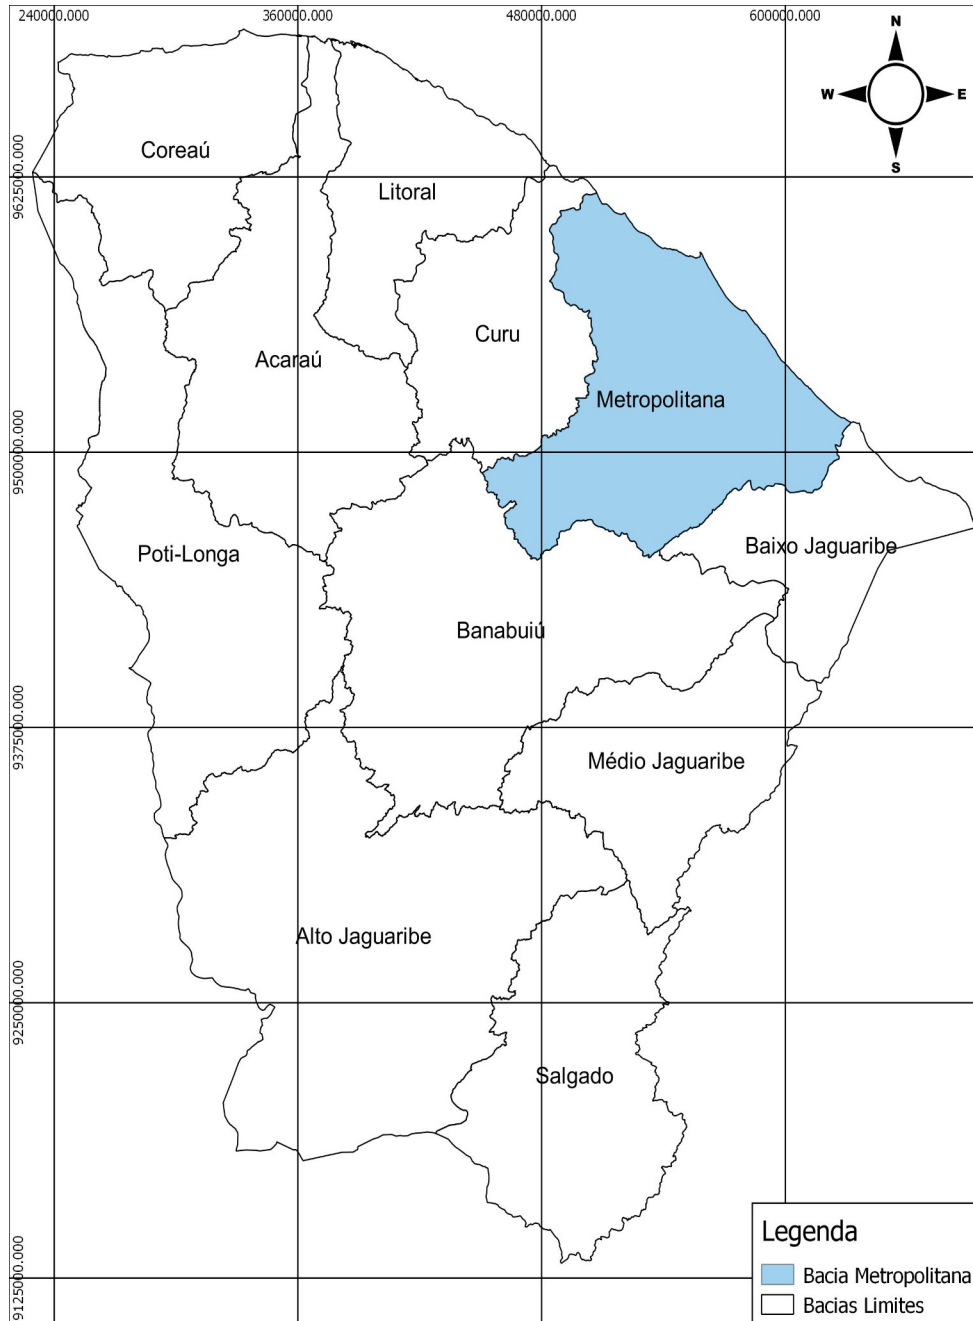 240000.000
360000.000
480000.000
600000.000
N
W
E
S
9625000.000
9500000.000
9375000.000
9250000.000
9125000.000
Coreaú
Litoral
Curu
Acaraú
Metropolitana
Poti-Longa
Baixo Jaguaribe
Banabuiú
Médio Jaguaribe
Alto Jaguaribe
Salgado
Legenda
Bacia Metropolitana
Bacias Limites